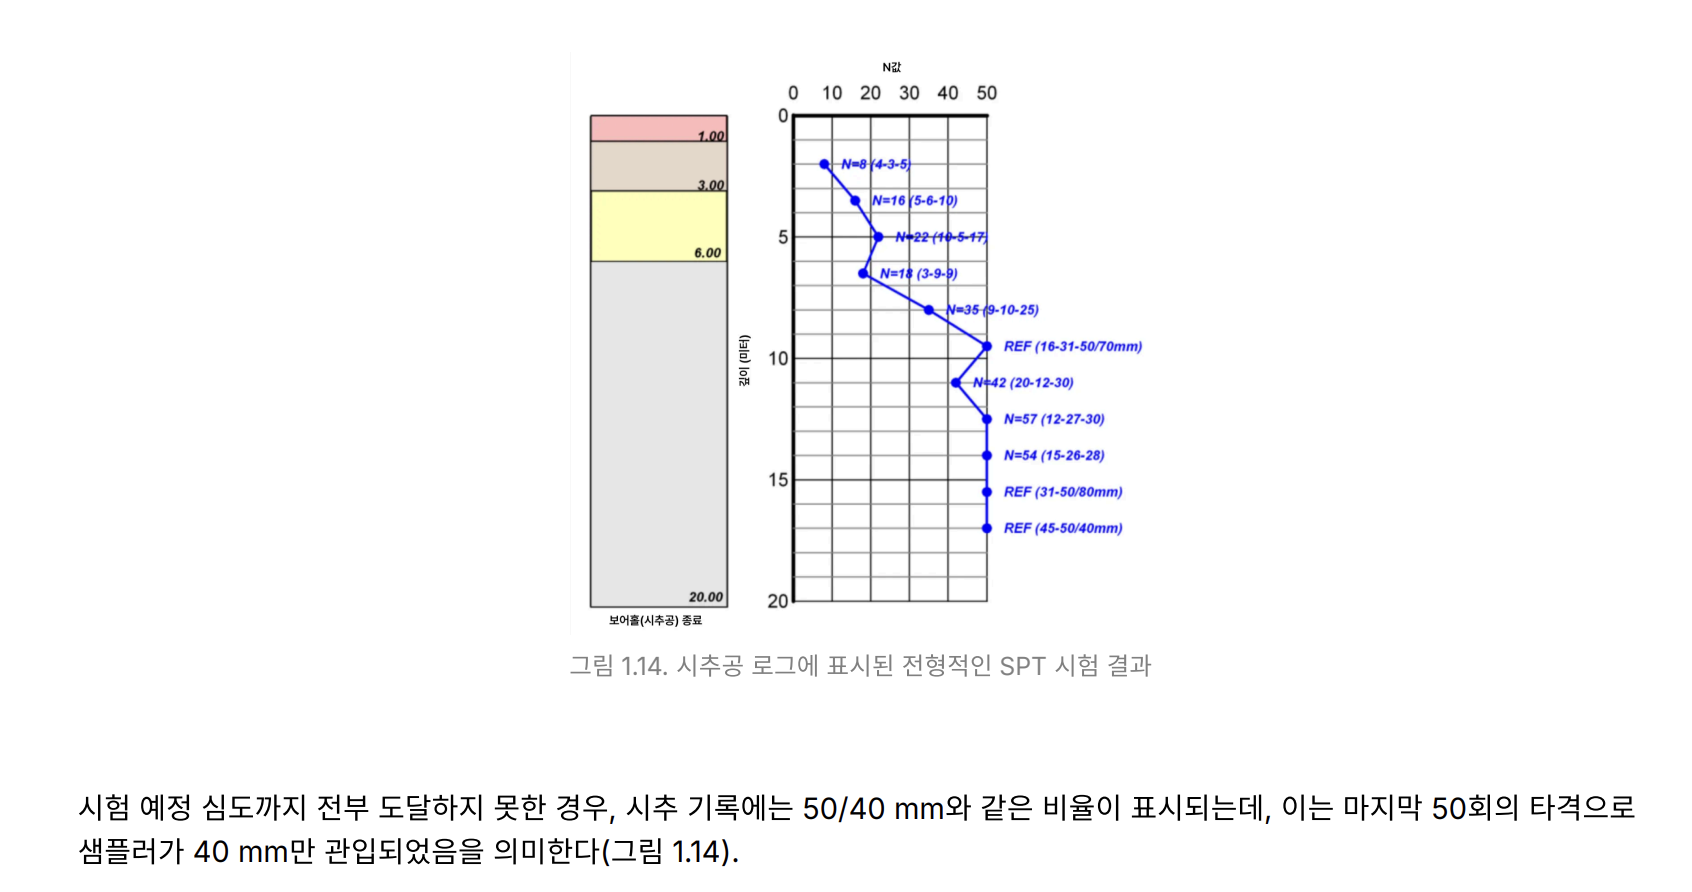 N값
0 10 20 30 40 50
1.00
3.00
6.00
20.00
보어홀(시추공) 종료
깊이 (미터)
0
5
10
15
20
N=8 (4-3-5)
N=16 (5-6-10)
N=22 (10-5-17)
N=18 (3-9-9)
N=35 (9-10-25)
REF (16-31-50/70mm)
N=42 (20-12-30)
N=57 (12-27-30)
N=54 (15-26-28)
REF (31-50/80mm)
REF (45-50/40mm)
그림 1.14. 시추공 로그에 표시된 전형적인 SPT 시험 결과
시험 예정 심도까지 전부 도달하지 못한 경우, 시추 기록에는 50/40 mm와 같은 비율이 표시되는데, 이는 마지막 50회의 타격으로
샘플러가 40 mm만 관입되었음을 의미한다(그림 1.14).